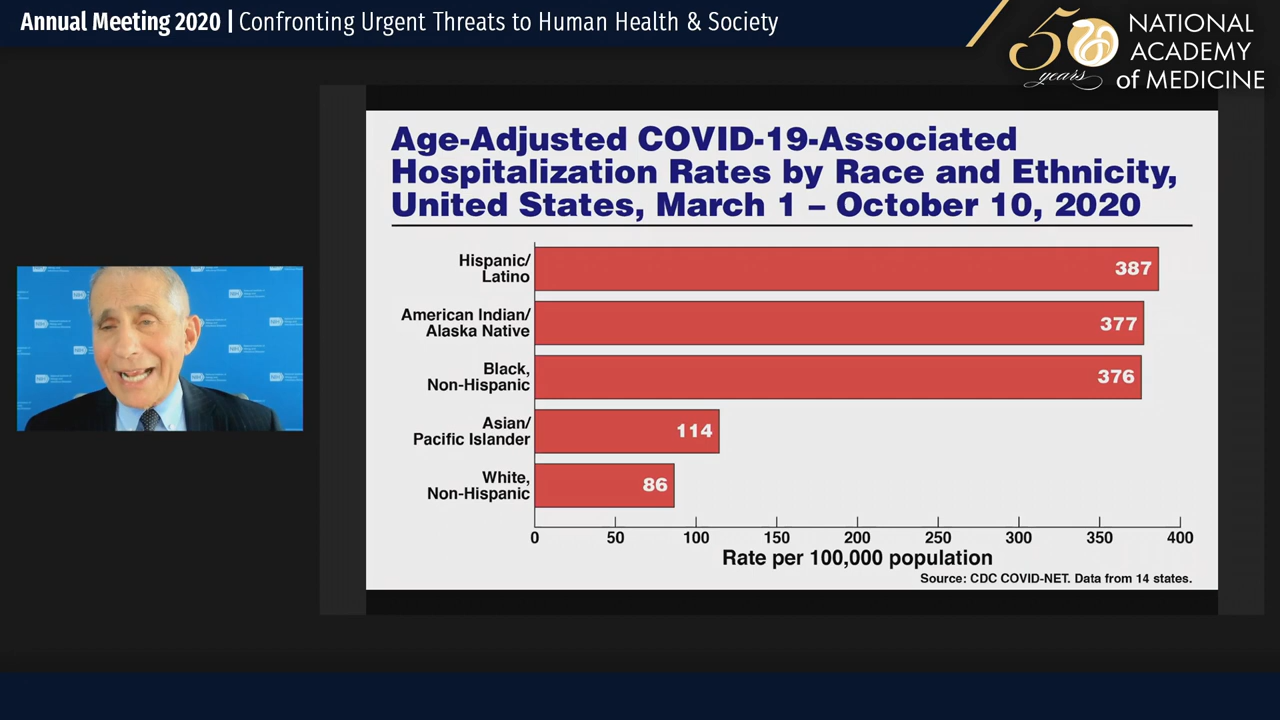 Annual Meeting 2020 | Confronting Urgent Threats to Human Health & Society
50
years
NATIONAL
ACADEMY
of MEDICINE
Age-Adjusted COVID-19-Associated
Hospitalization Rates by Race and Ethnicity,
United States, March 1 – October 10, 2020
Hispanic/
Latino
387
American Indian/
Alaska Native
377
Black,
Non-Hispanic
376
Asian/
Pacific Islander
114
White,
Non-Hispanic
86
0 50 100 150 200 250 300 350 400
Rate per 100,000 population
Source: CDC COVID-NET. Data from 14 states.
NIH